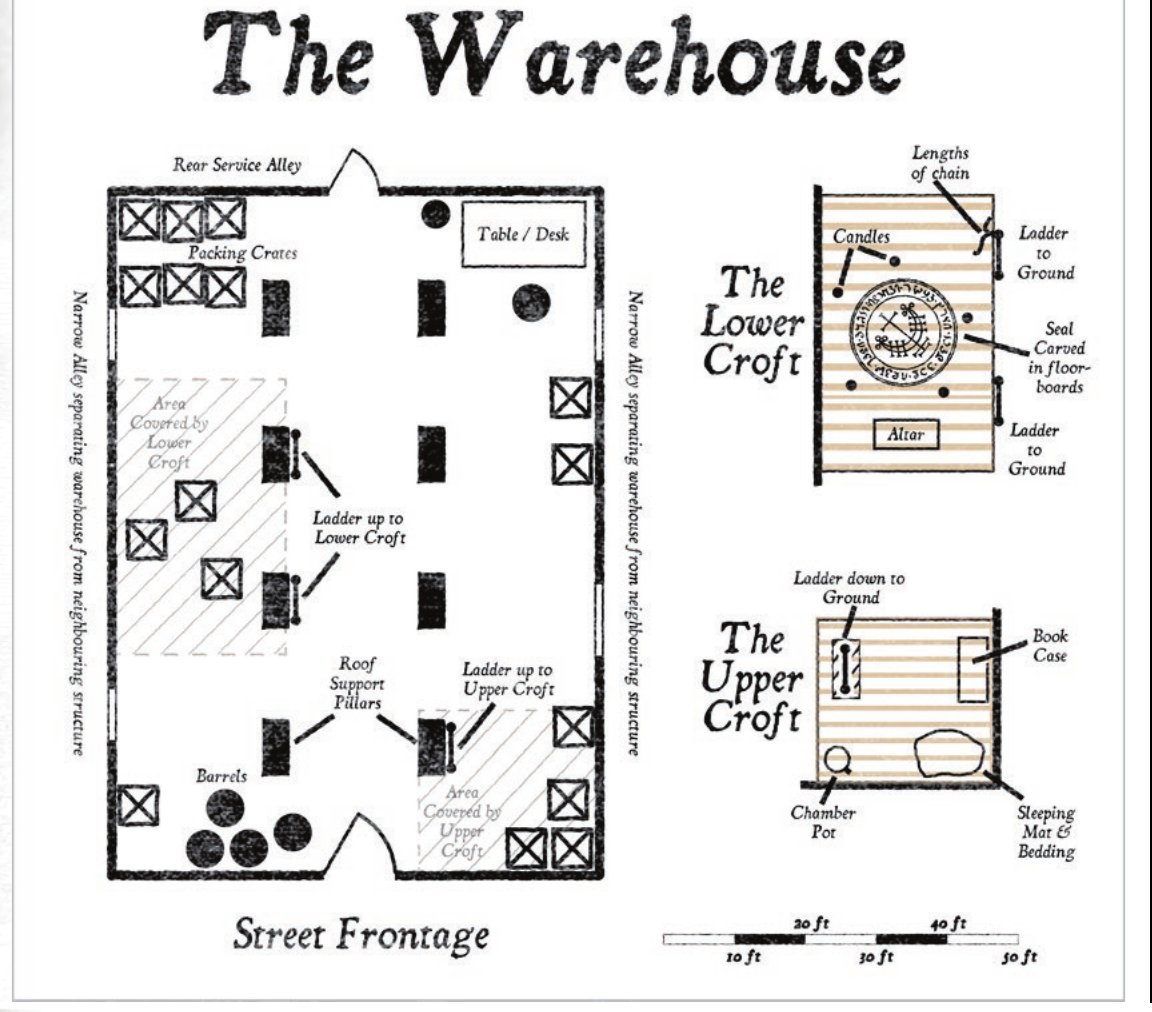 The Warehouse
Rear Service Alley
Table / Desk
Packing Crates
Narrow Alley separating warehouse from neighbouring structure
Narrow Alley separating warehouse from neighbouring structure
Area
Covered by
Lower
Croft
Ladder up to
Lower Croft
Roof
Support
Pillars
Ladder up to
Upper Croft
Barrels
Area
Covered by
Upper
Croft
Street Frontage
The
Lower
Croft
Lengths
of chain
Candles
Ladder
to
Ground
Seal
Carved
in floor-
boards
Altar
Ladder
to
Ground
The
Upper
Croft
Ladder down to
Ground
Book
Case
Chamber
Pot
Sleeping
Mat &
Bedding
20 ft
40 ft
10 ft
30 ft
50 ft